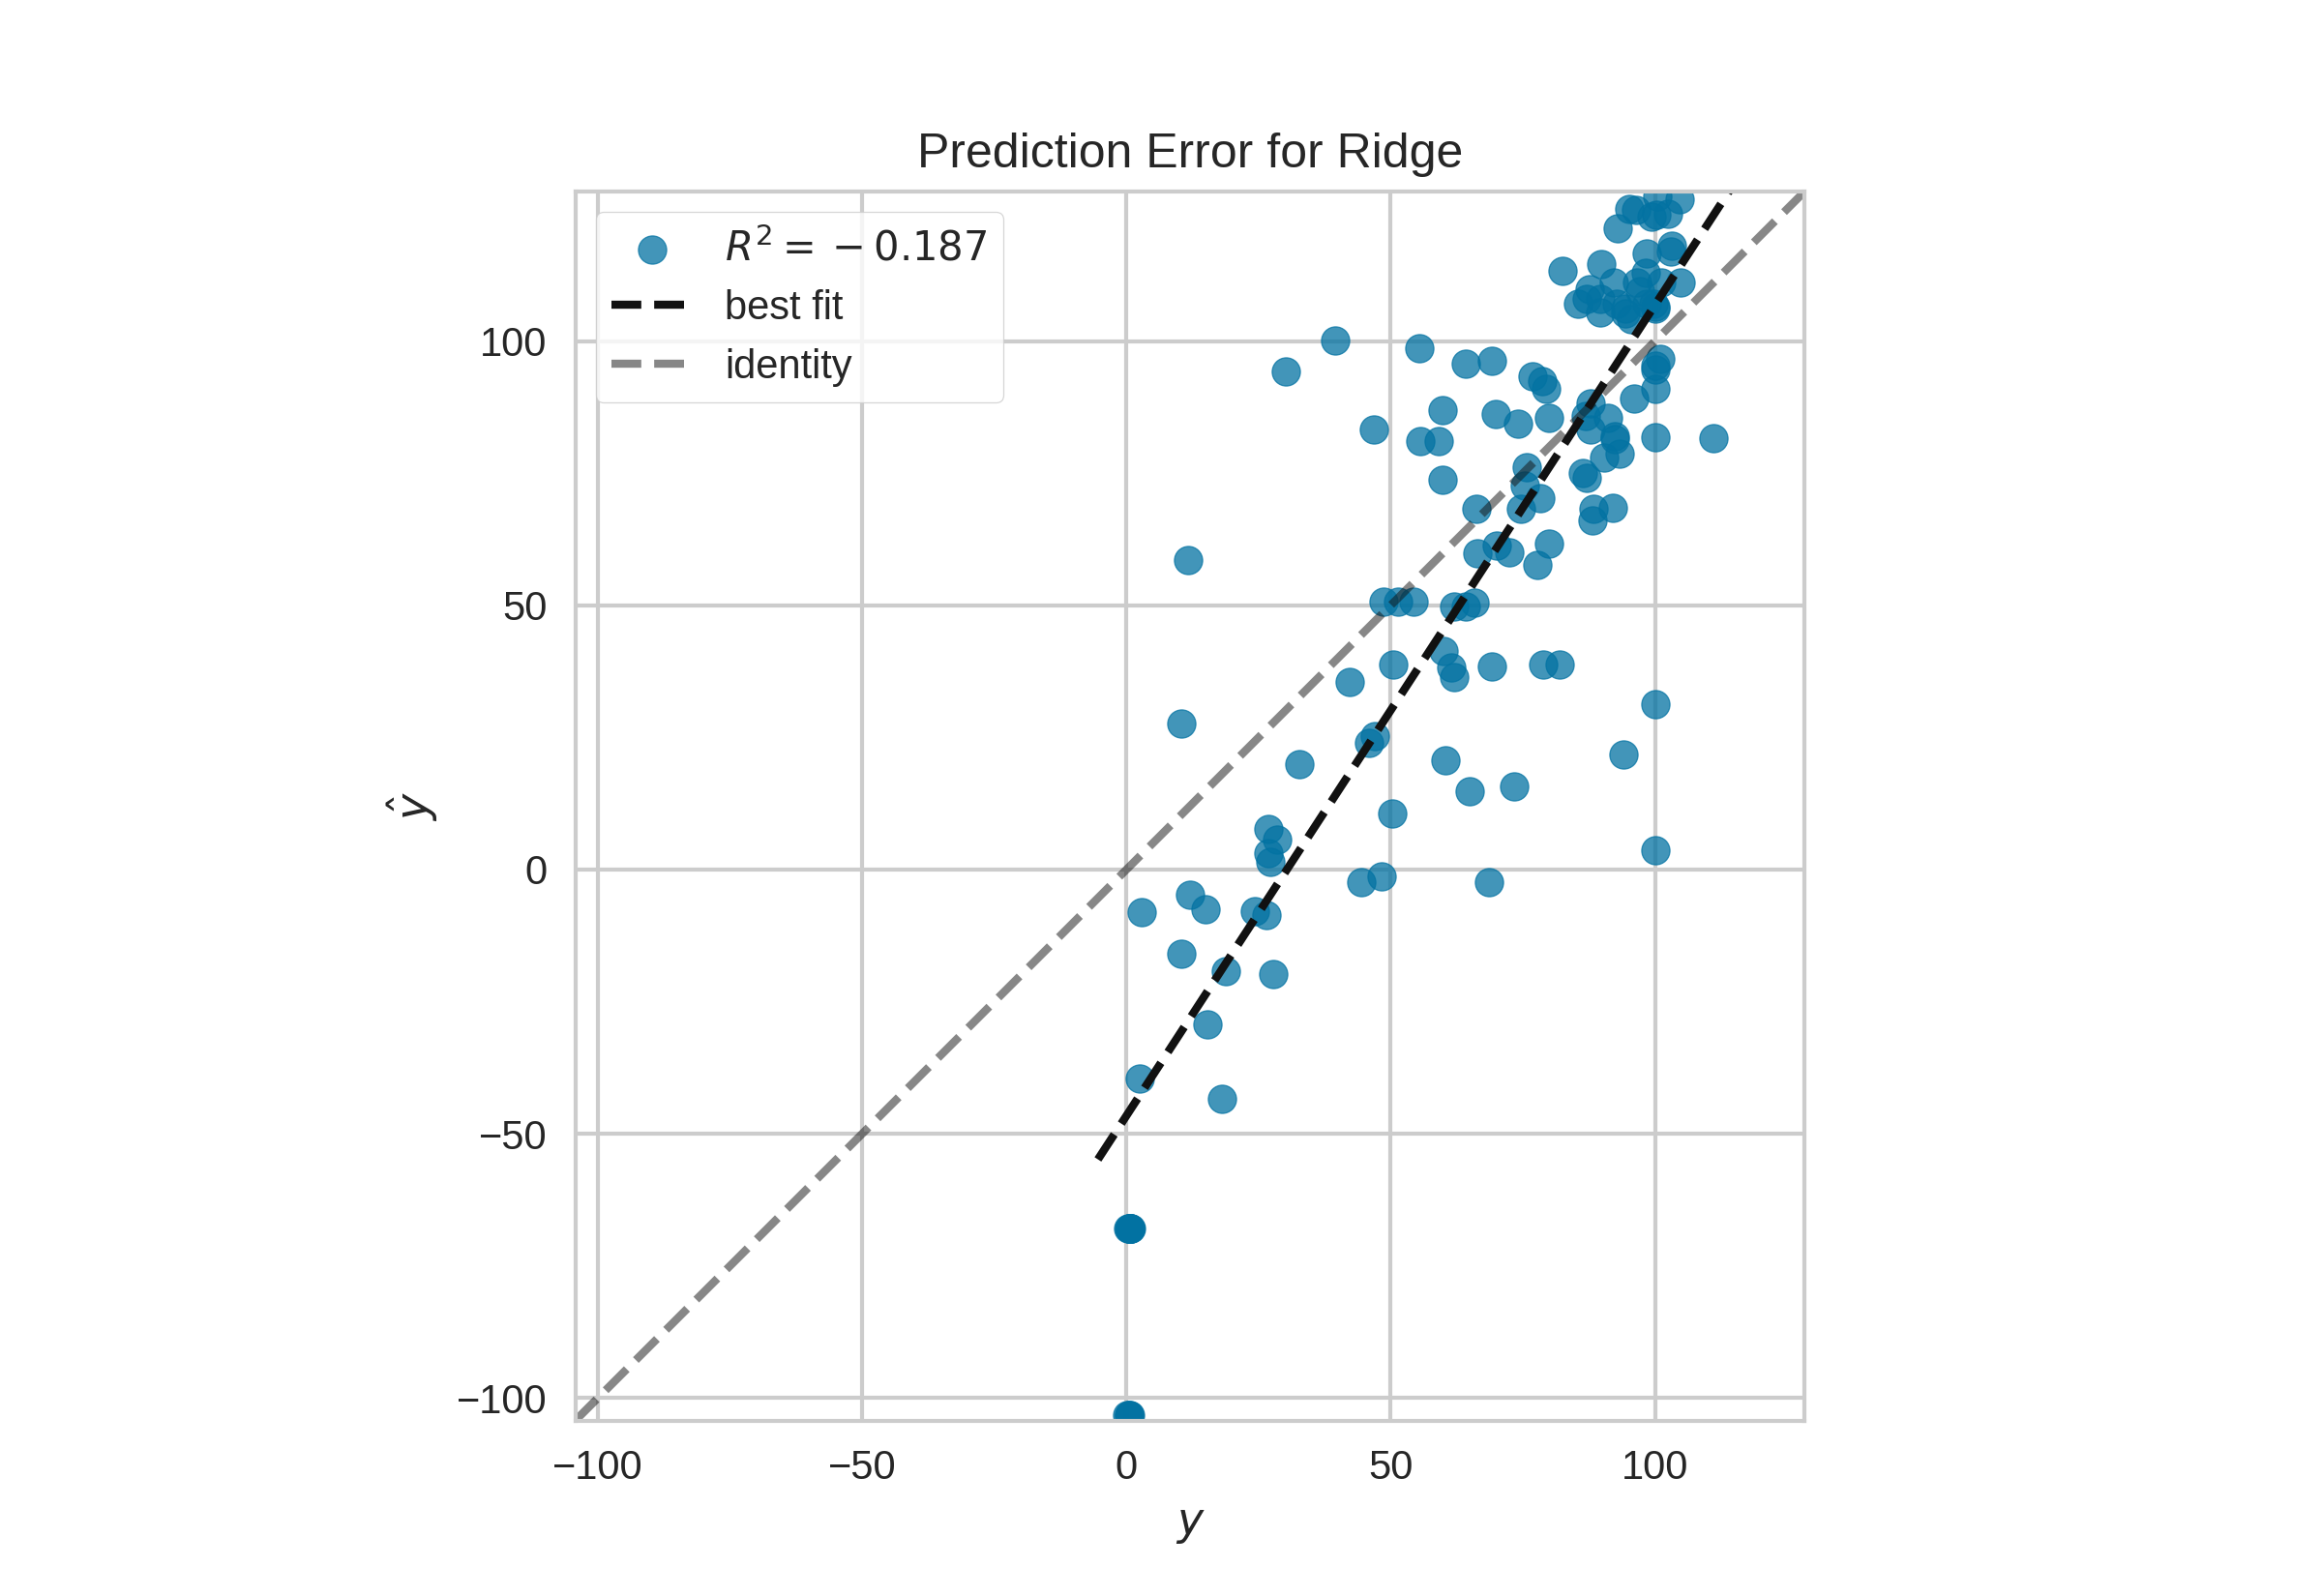 Prediction Error for Ridge
R² = −0.187
best fit
identity
100
50
0
−50
−100
ŷ
−100 −50 0 50 100
y